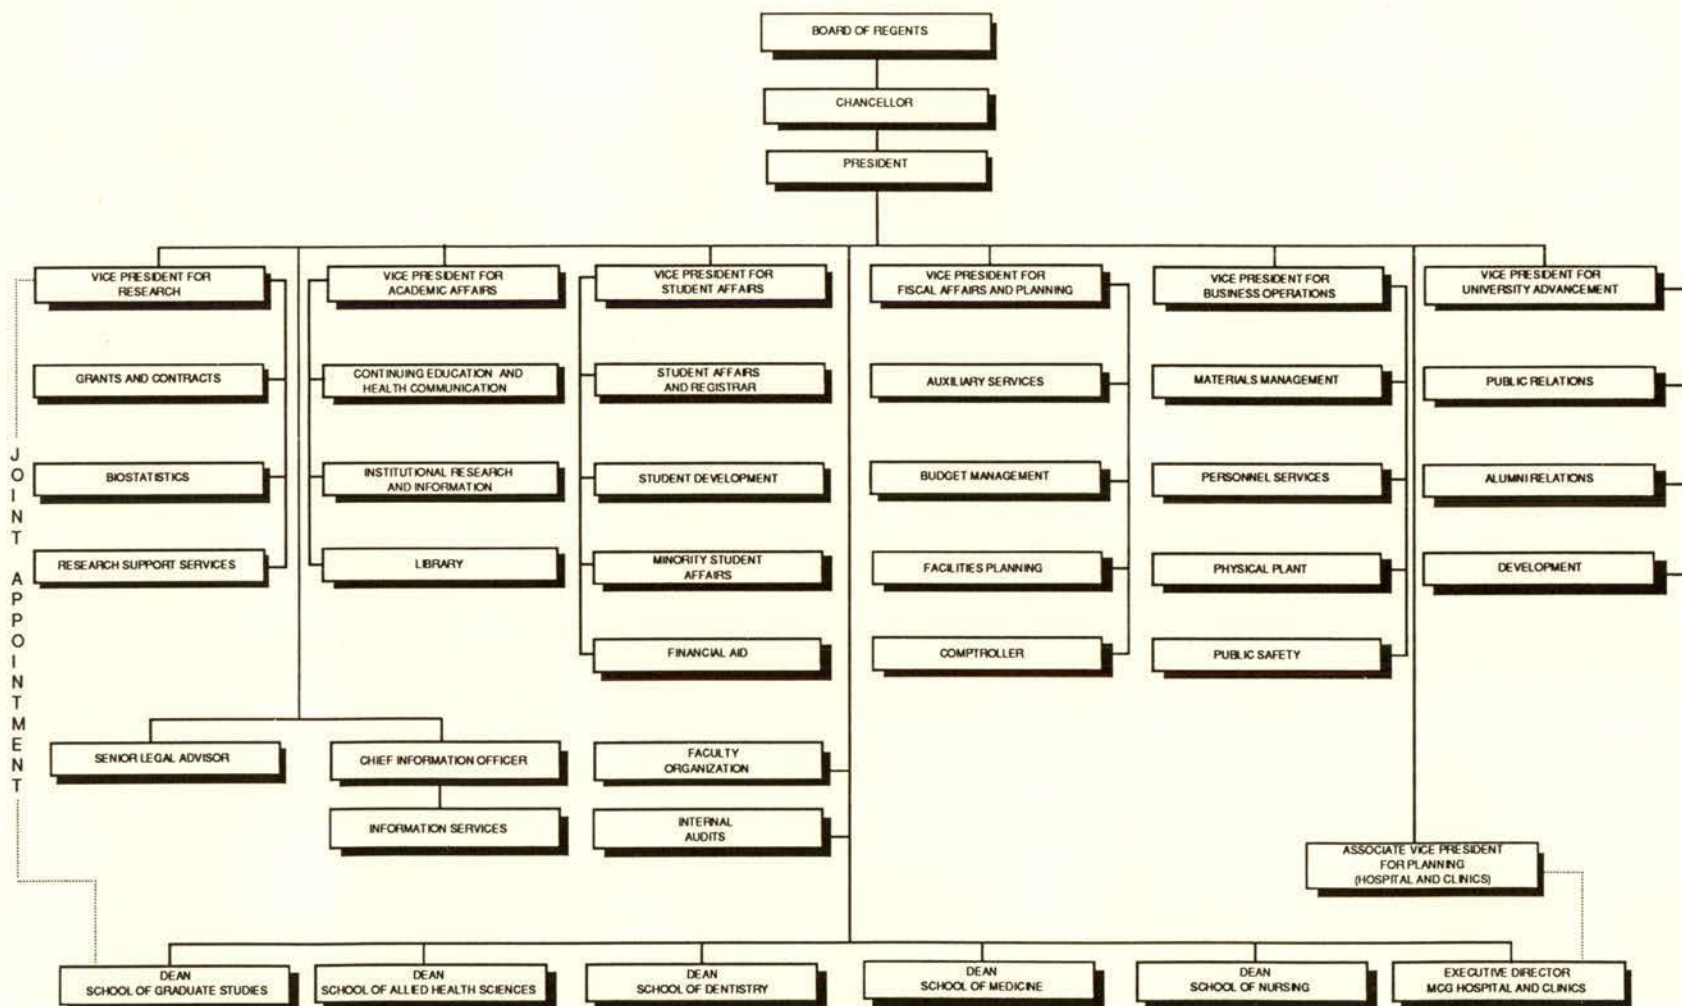 BOARD OF REGENTS
CHANCELLOR
PRESIDENT
VICE PRESIDENT FOR
RESEARCH
VICE PRESIDENT FOR
ACADEMIC AFFAIRS
VICE PRESIDENT FOR
STUDENT AFFAIRS
VICE PRESIDENT FOR
FISCAL AFFAIRS AND PLANNING
VICE PRESIDENT FOR
BUSINESS OPERATIONS
VICE PRESIDENT FOR
UNIVERSITY ADVANCEMENT
GRANTS AND CONTRACTS
CONTINUING EDUCATION AND
HEALTH COMMUNICATION
STUDENT AFFAIRS
AND REGISTRAR
AUXILIARY SERVICES
MATERIALS MANAGEMENT
PUBLIC RELATIONS
BIOSTATISTICS
INSTITUTIONAL RESEARCH
AND INFORMATION
STUDENT DEVELOPMENT
BUDGET MANAGEMENT
PERSONNEL SERVICES
ALUMNI RELATIONS
RESEARCH SUPPORT SERVICES
LIBRARY
MINORITY STUDENT
AFFAIRS
FACILITIES PLANNING
PHYSICAL PLANT
DEVELOPMENT
FINANCIAL AID
COMPTROLLER
PUBLIC SAFETY
JOINT APPOINTMENT
SENIOR LEGAL ADVISOR
CHIEF INFORMATION OFFICER
FACULTY
ORGANIZATION
INFORMATION SERVICES
INTERNAL
AUDITS
ASSOCIATE VICE PRESIDENT
FOR PLANNING
(HOSPITAL AND CLINICS)
DEAN
SCHOOL OF GRADUATE STUDIES
DEAN
SCHOOL OF ALLIED HEALTH SCIENCES
DEAN
SCHOOL OF DENTISTRY
DEAN
SCHOOL OF MEDICINE
DEAN
SCHOOL OF NURSING
EXECUTIVE DIRECTOR
MCG HOSPITAL AND CLINICS